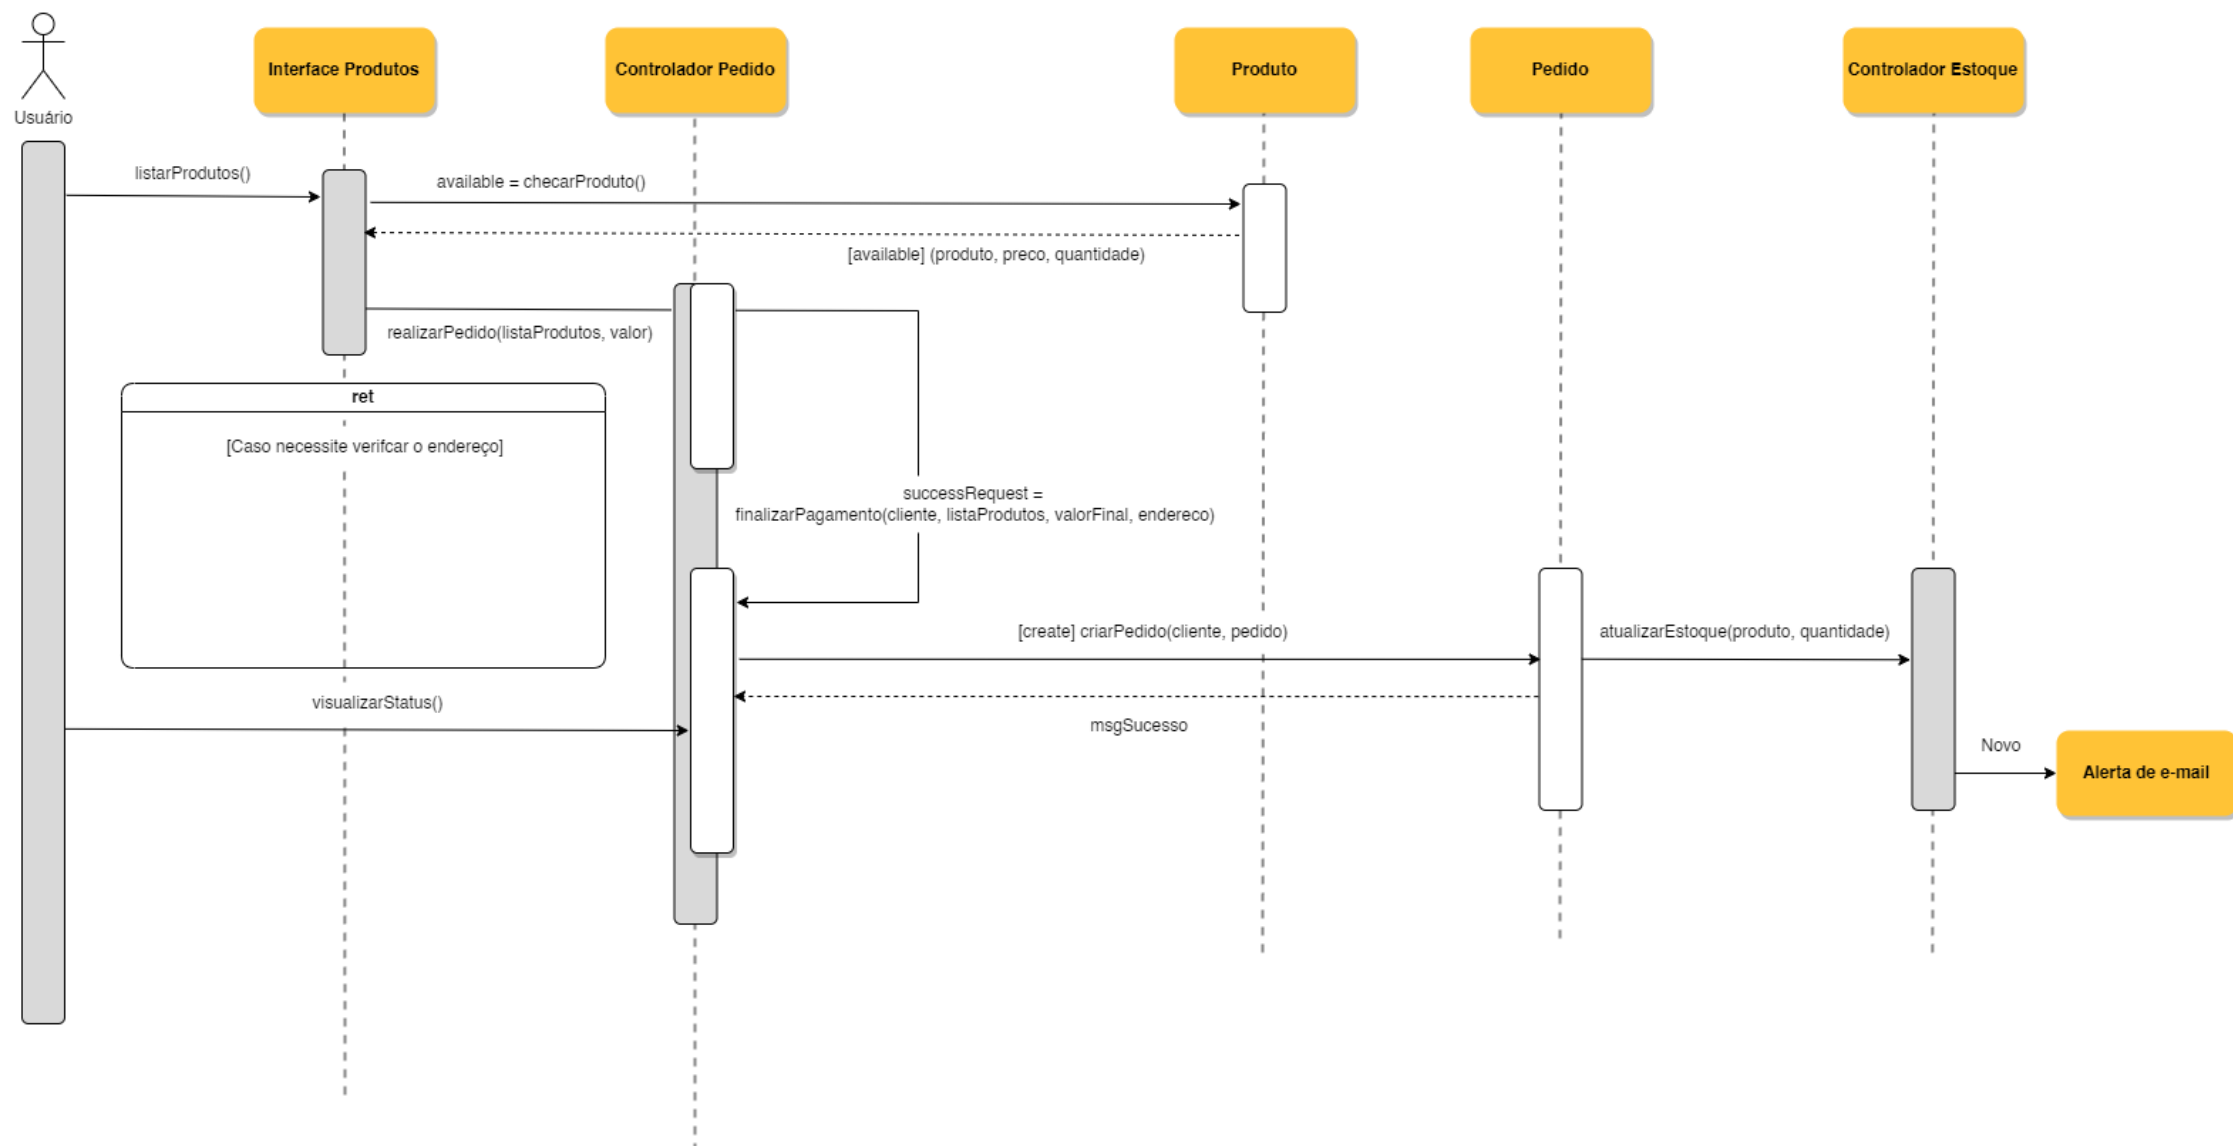 Usuário
Interface Produtos
Controlador Pedido
Produto
Pedido
Controlador Estoque
listarProdutos()
available = checarProduto()
[available] (produto, preco, quantidade)
realizarPedido(listaProdutos, valor)
ret
[Caso necessite verifcar o endereço]
successRequest =
finalizarPagamento(cliente, listaProdutos, valorFinal, endereco)
[create] criarPedido(cliente, pedido)
atualizarEstoque(produto, quantidade)
visualizarStatus()
msgSucesso
Novo
Alerta de e-mail